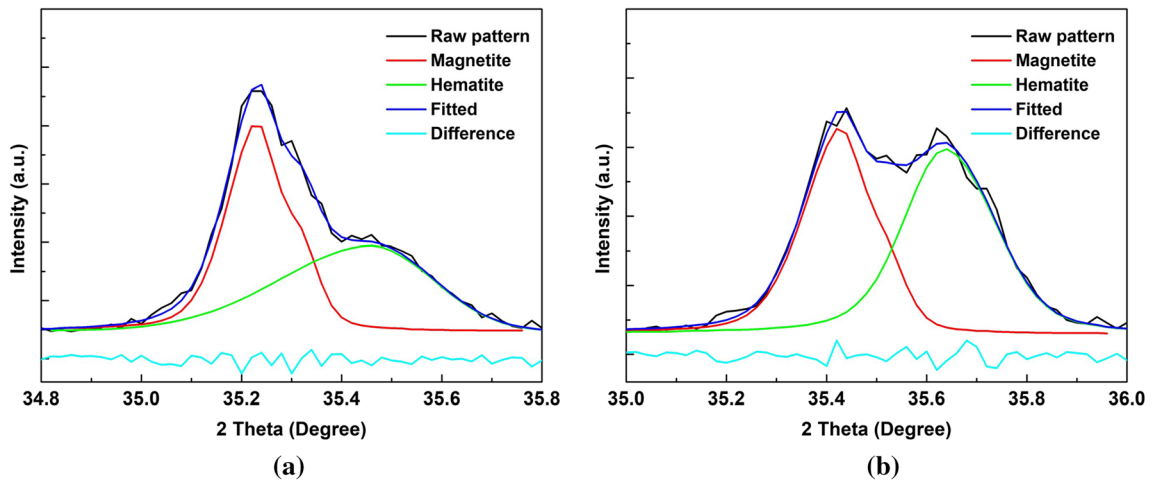 Raw pattern
Magnetite
Hematite
Fitted
Difference
Intensity (a.u.)
34.8 35.0 35.2 35.4 35.6 35.8
2 Theta (Degree)
(a)
Raw pattern
Magnetite
Hematite
Fitted
Difference
Intensity (a.u.)
35.0 35.2 35.4 35.6 35.8 36.0
2 Theta (Degree)
(b)